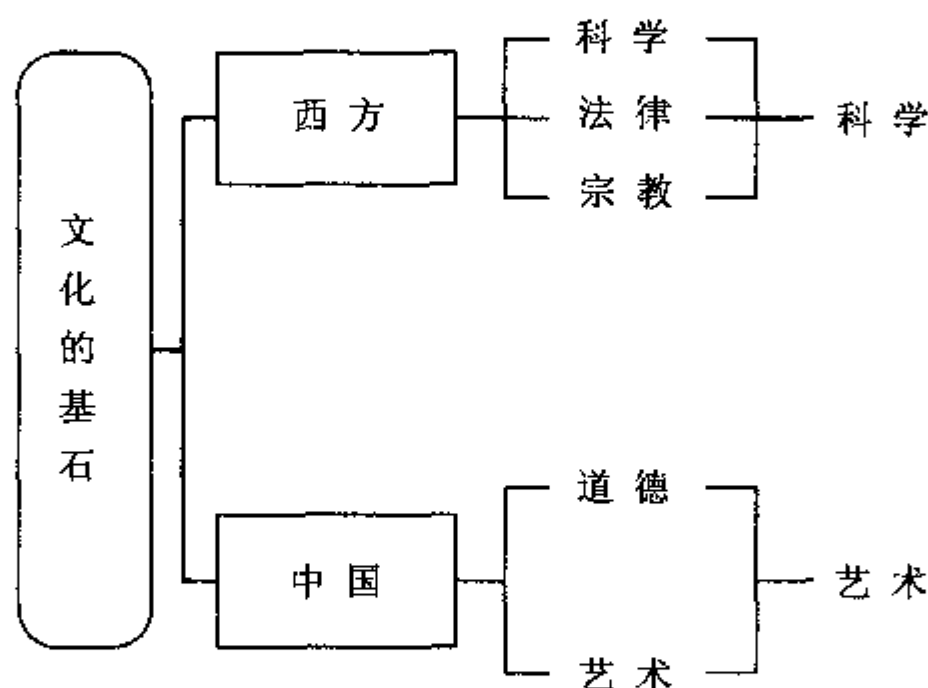 文化的基石
西方
科学
法律
宗教
科学
中国
道德
艺术
艺术